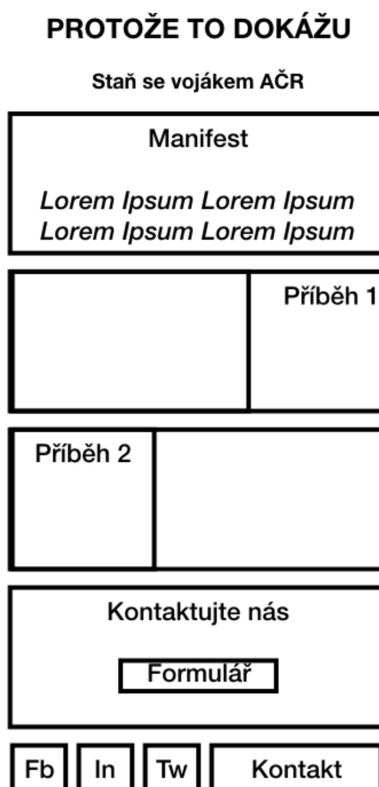 PROTOŽE TO DOKÁŽU
Staň se vojákem AČR
Manifest
Lorem Ipsum Lorem Ipsum
Lorem Ipsum Lorem Ipsum
Příběh 1
Příběh 2
Kontaktujte nás
Formulář
Fb In Tw Kontakt